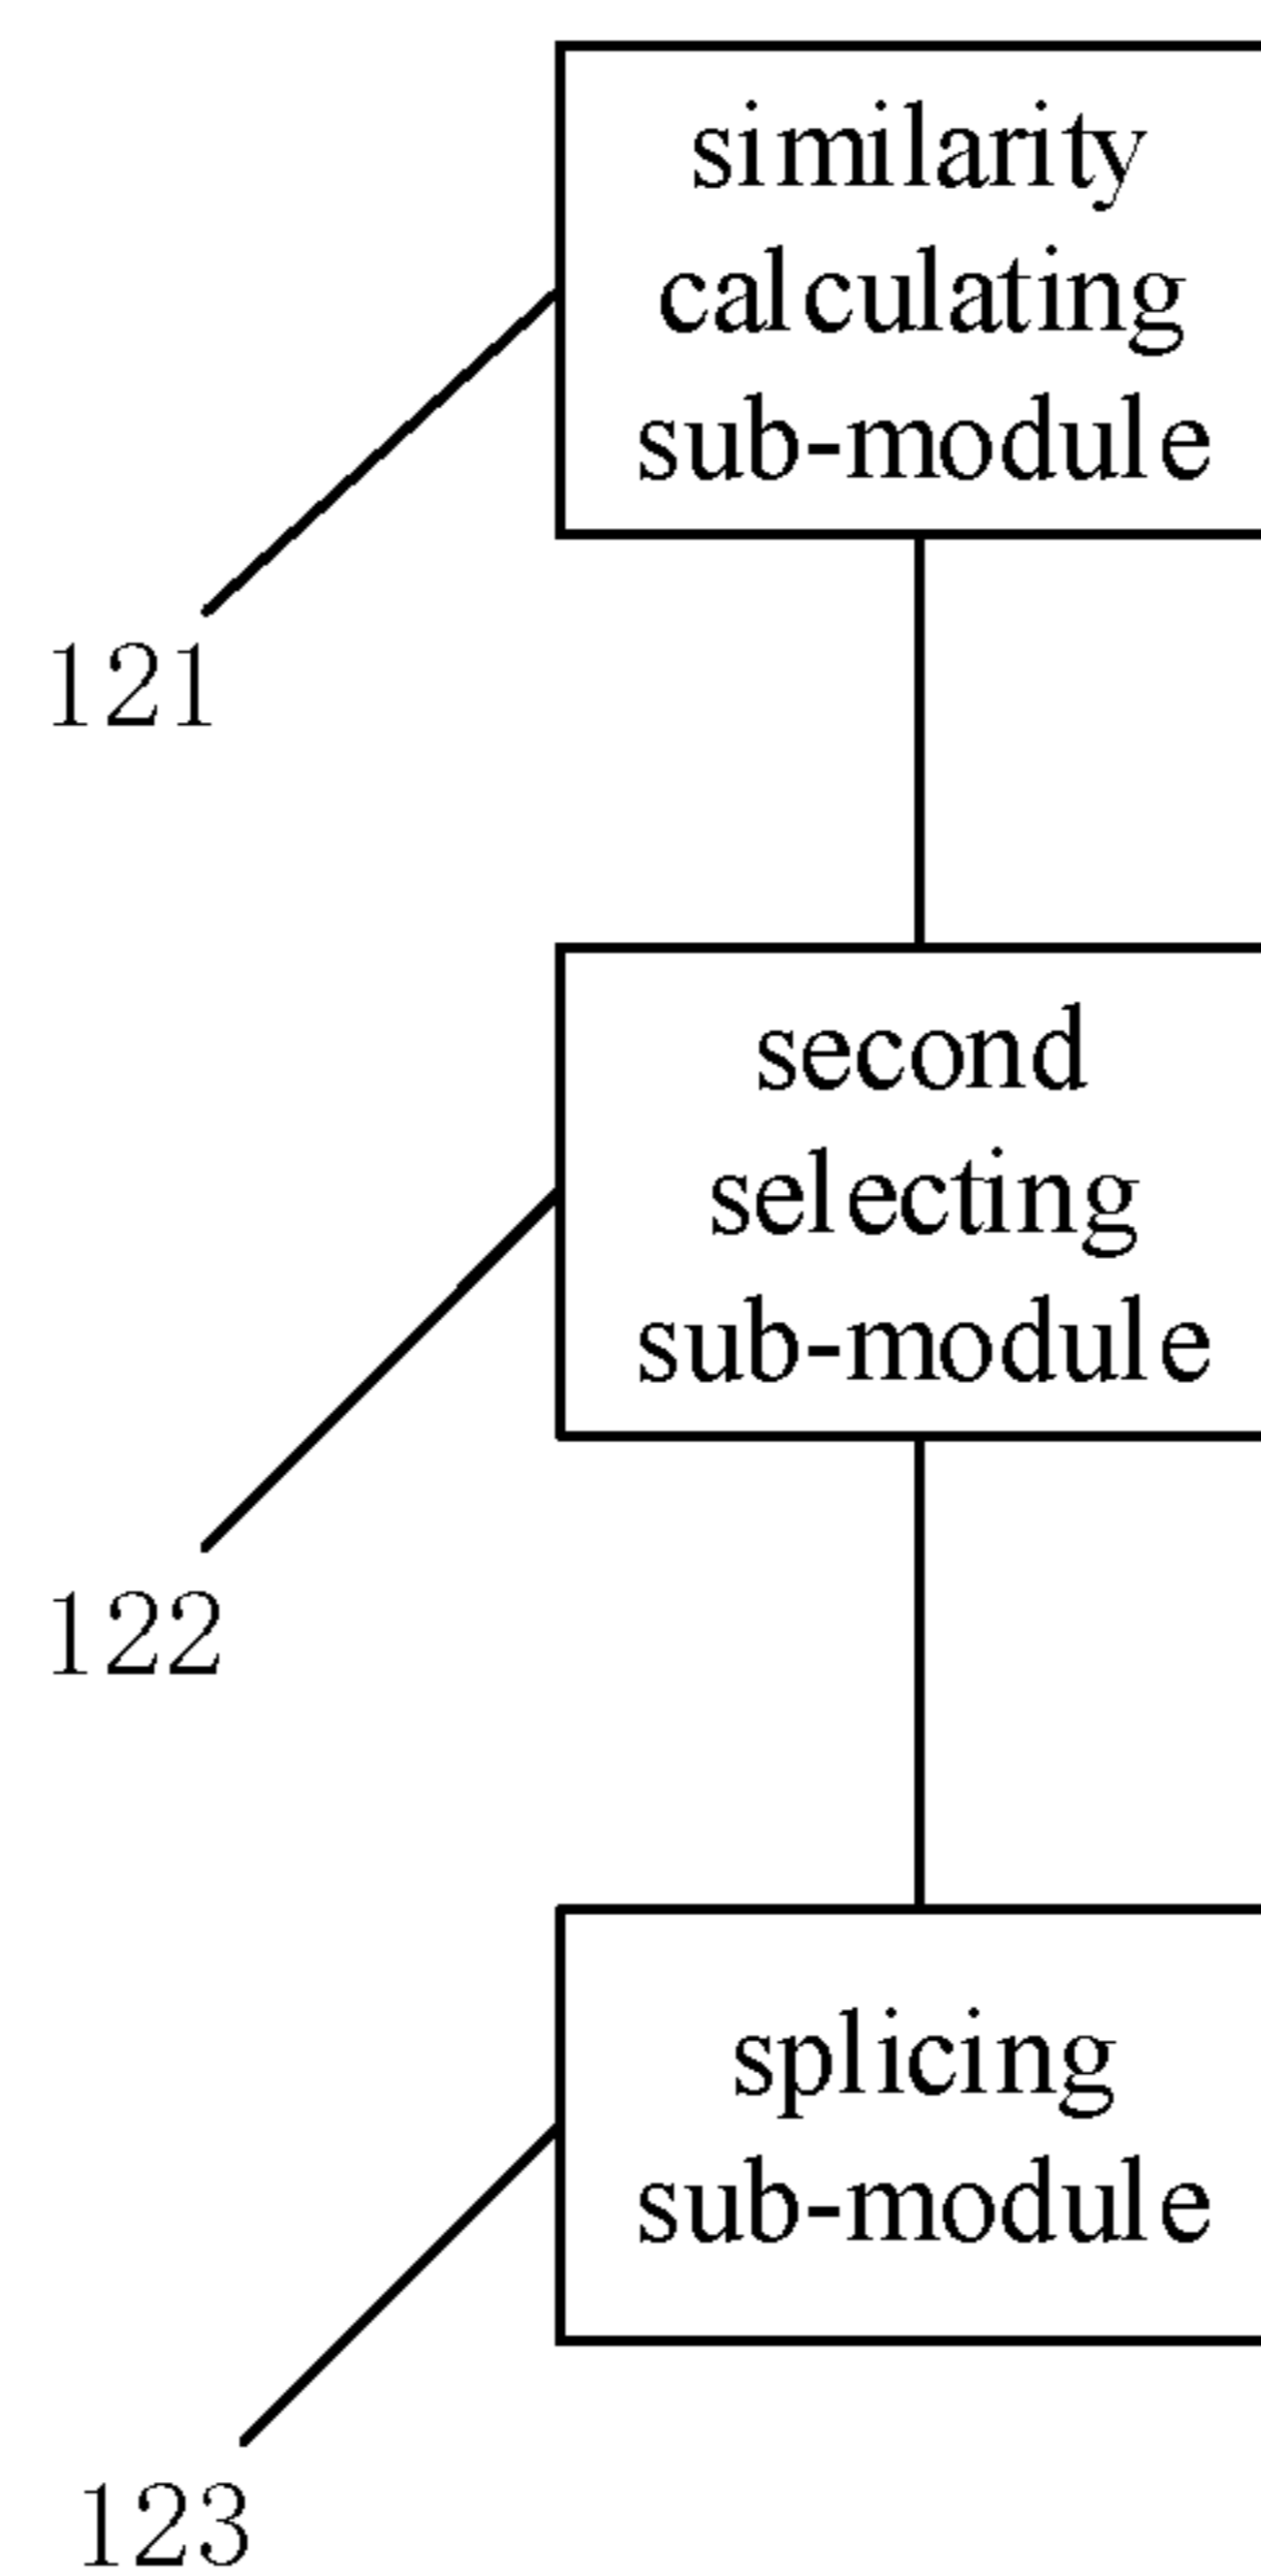 similarity
calculating
sub-module
121
second
selecting
sub-module
122
splicing
sub-module
123